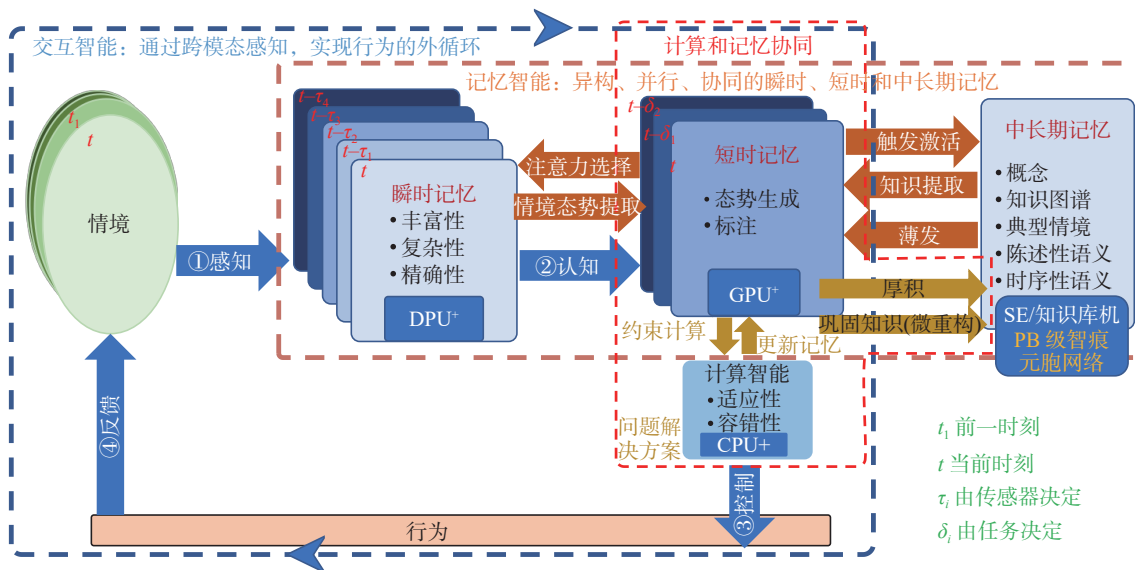 交互智能：通过跨模态感知，实现行为的外循环
计算和记忆协同
记忆智能：异构、并行、协同的瞬时、短时和中长期记忆
t₁
t
情境
①感知
t−τ₄
t−τ₃
t−τ₂
t−τ₁
t
瞬时记忆
•丰富性
•复杂性
•精确性
DPU⁺
注意力选择
情境态势提取
②认知
t−δ₂
t−δ₁
t
短时记忆
•态势生成
•标注
GPU⁺
触发激活
知识提取
薄发
厚积
巩固知识(微重构)
中长期记忆
•概念
•知识图谱
•典型情境
•陈述性语义
•时序性语义
SE/知识库机
PB 级智痕
元胞网络
约束计算
更新记忆
计算智能
•适应性
•容错性
CPU+
问题解
决方案
③控制
④反馈
行为
t₁ 前一时刻
t 当前时刻
τᵢ 由传感器决定
δᵢ 由任务决定